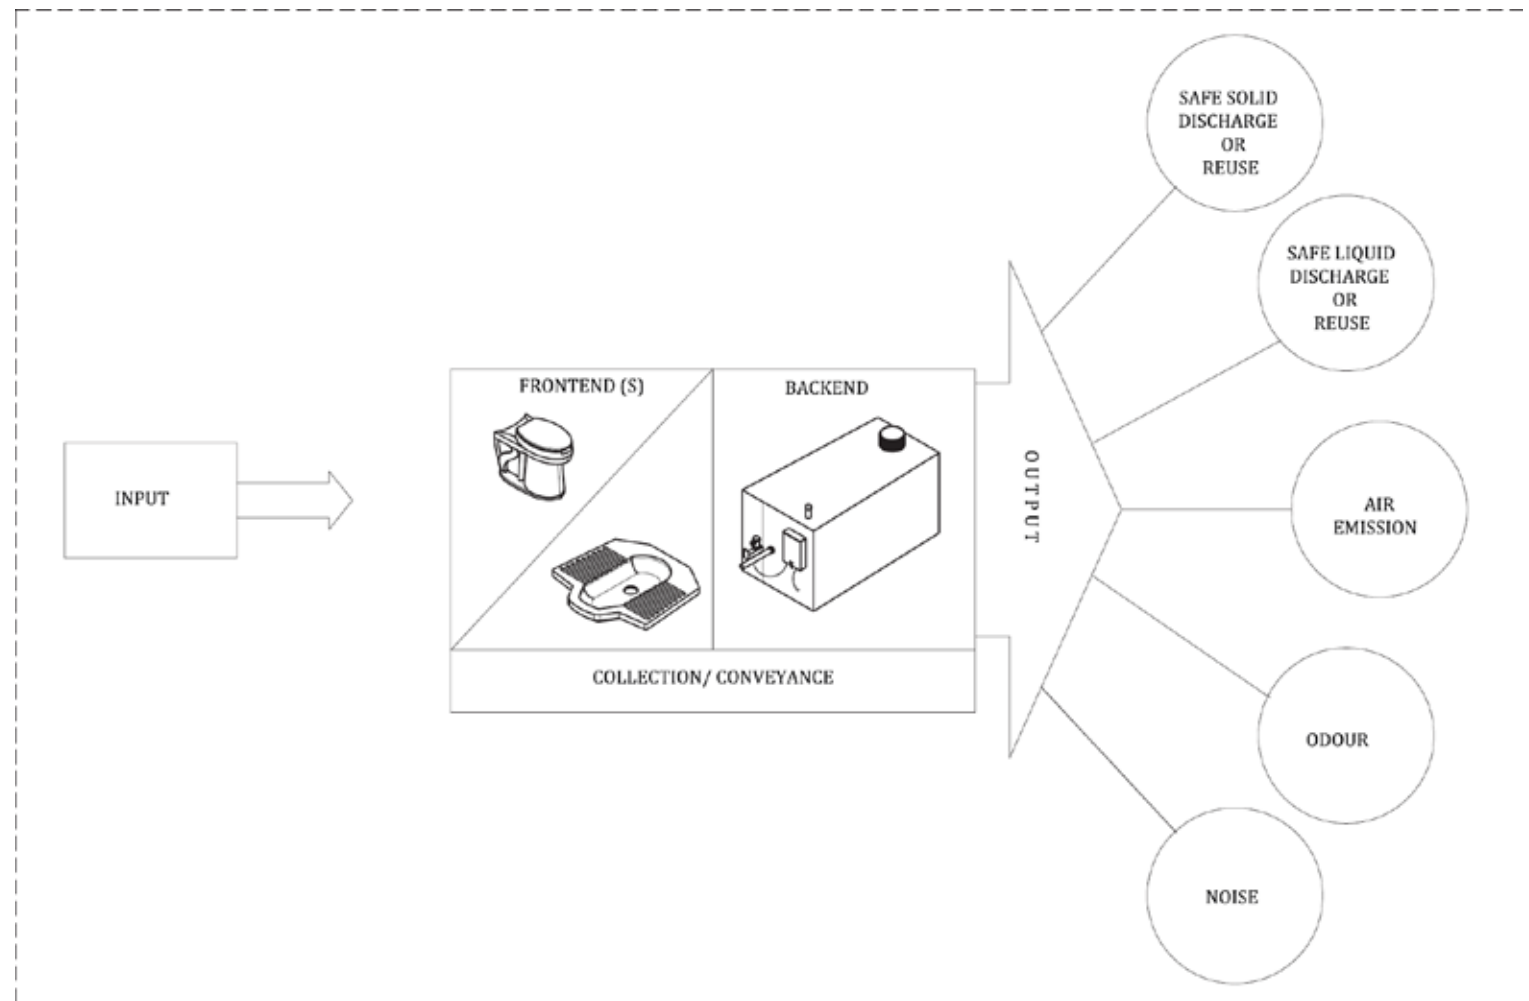 INPUT
FRONTEND (S)
BACKEND
COLLECTION/ CONVEYANCE
OUTPUT
SAFE SOLID
DISCHARGE
OR
REUSE
SAFE LIQUID
DISCHARGE
OR
REUSE
AIR
EMISSION
ODOUR
NOISE